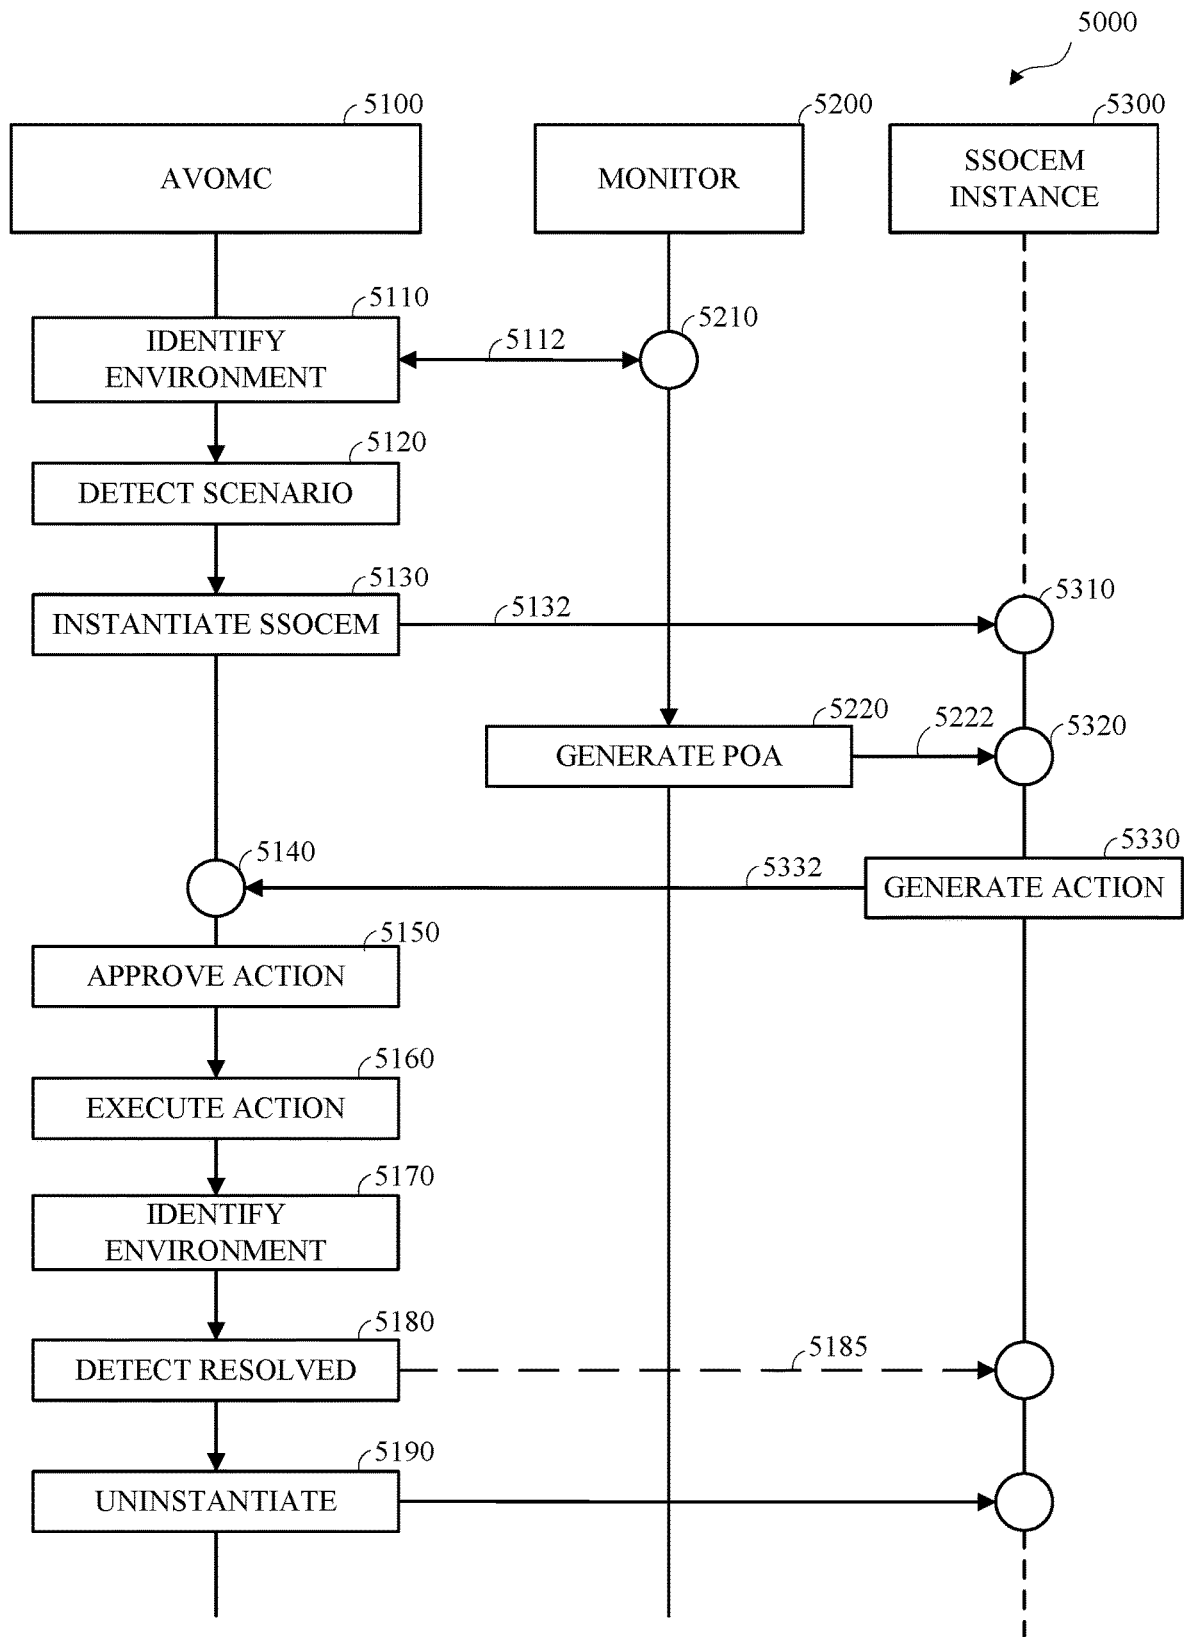 5000
5100
5200
5300
AVOMC
MONITOR
SSOCEM
INSTANCE
5110
5210
IDENTIFY
ENVIRONMENT
5112
5120
DETECT SCENARIO
5130
5310
INSTANTIATE SSOCEM
5132
5220
5222
5320
GENERATE POA
5140
5332
5330
GENERATE ACTION
5150
APPROVE ACTION
5160
EXECUTE ACTION
5170
IDENTIFY
ENVIRONMENT
5180
5185
DETECT RESOLVED
5190
UNINSTANTIATE